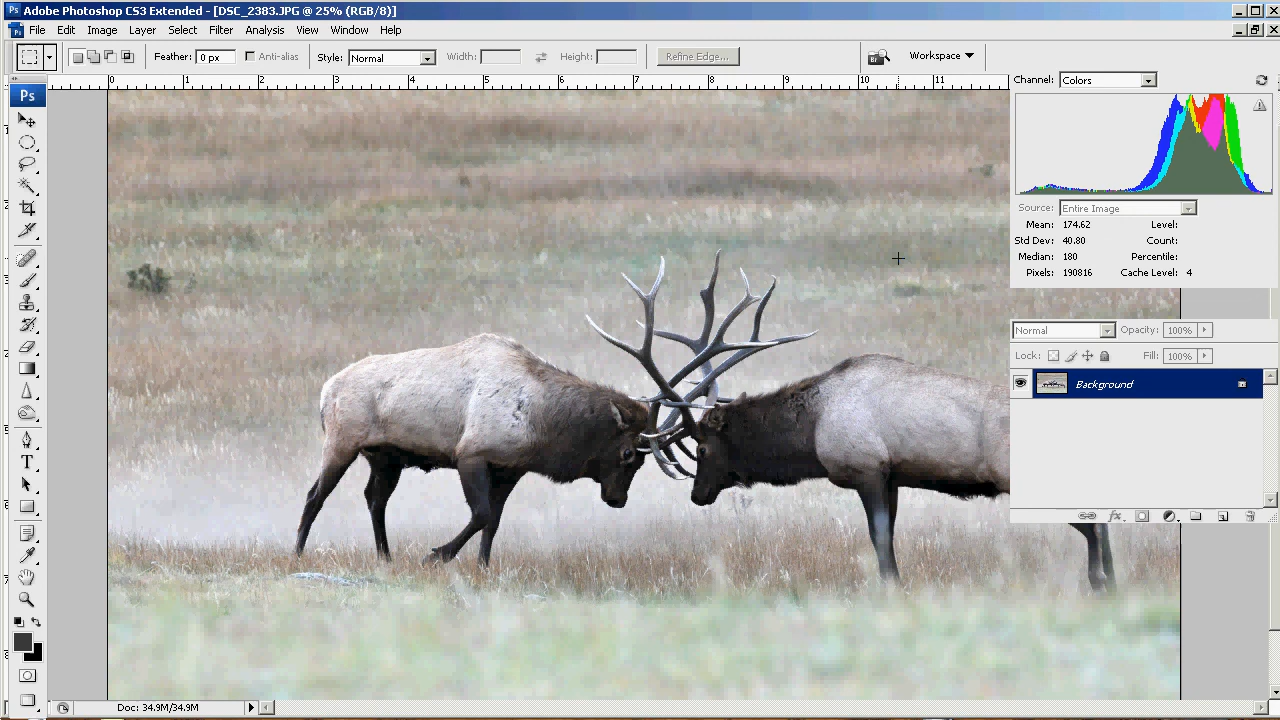 Adobe Photoshop CS3 Extended - [DSC_2383.JPG @ 25% (RGB/8)]
File Edit Image Layer Select Filter Analysis View Window Help
Feather: 0 px Anti-alias Style: Normal Width: Height: Refine Edge... Br Workspace
0 1 2 3 4 5 6 7 8 9 10 11
Channel: Colors
Ps
Source: Entire Image
Mean: 174.62 Level:
Std Dev: 40.80 Count:
Median: 180 Percentile:
Pixels: 190816 Cache Level: 4
Normal Opacity: 100%
Lock: Fill: 100%
Background
T
fx
Doc: 34.9M/34.9M